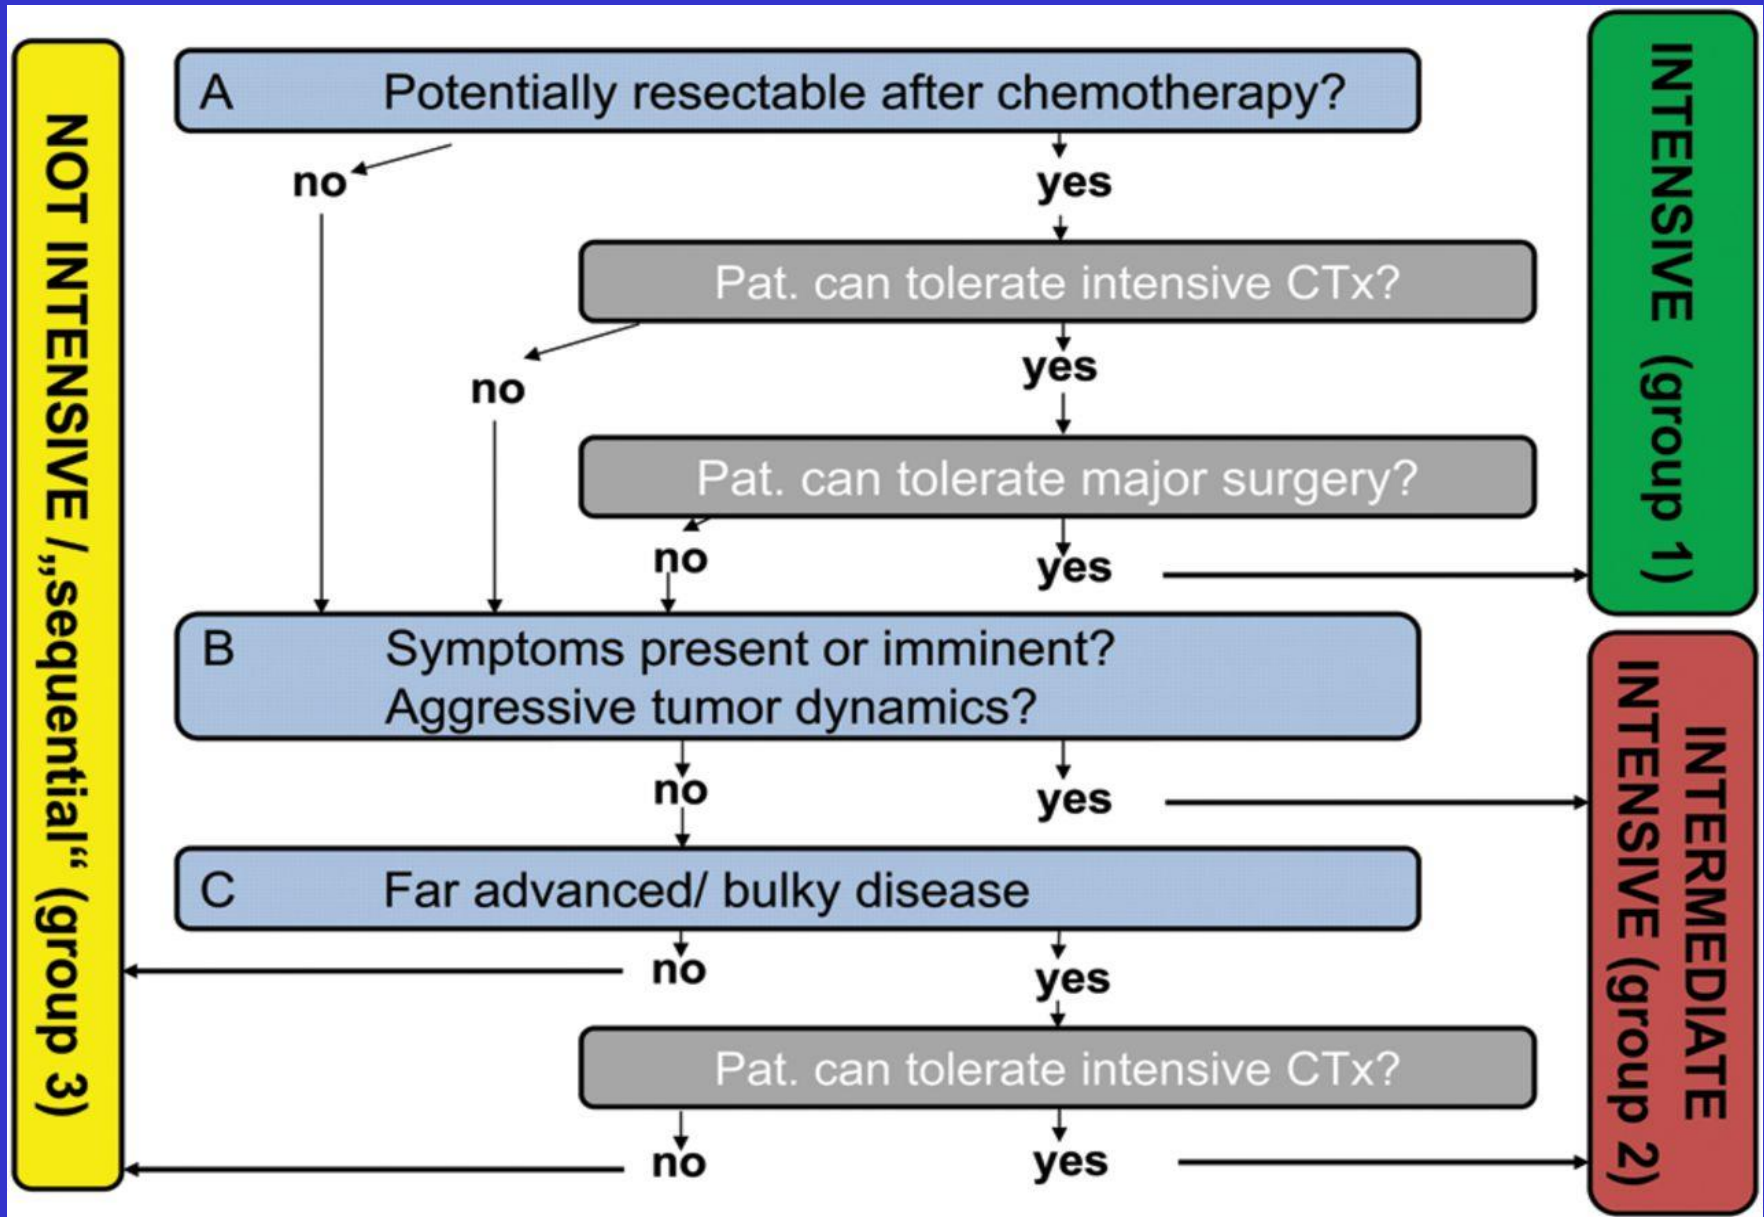 NOT INTENSIVE / „sequential“ (group 3)
A Potentially resectable after chemotherapy?
no
yes
Pat. can tolerate intensive CTx?
no
yes
Pat. can tolerate major surgery?
no
yes
B Symptoms present or imminent?
Aggressive tumor dynamics?
no
yes
C Far advanced/ bulky disease
no
yes
Pat. can tolerate intensive CTx?
no
yes
INTENSIVE (group 1)
INTERMEDIATE
INTENSIVE (group 2)